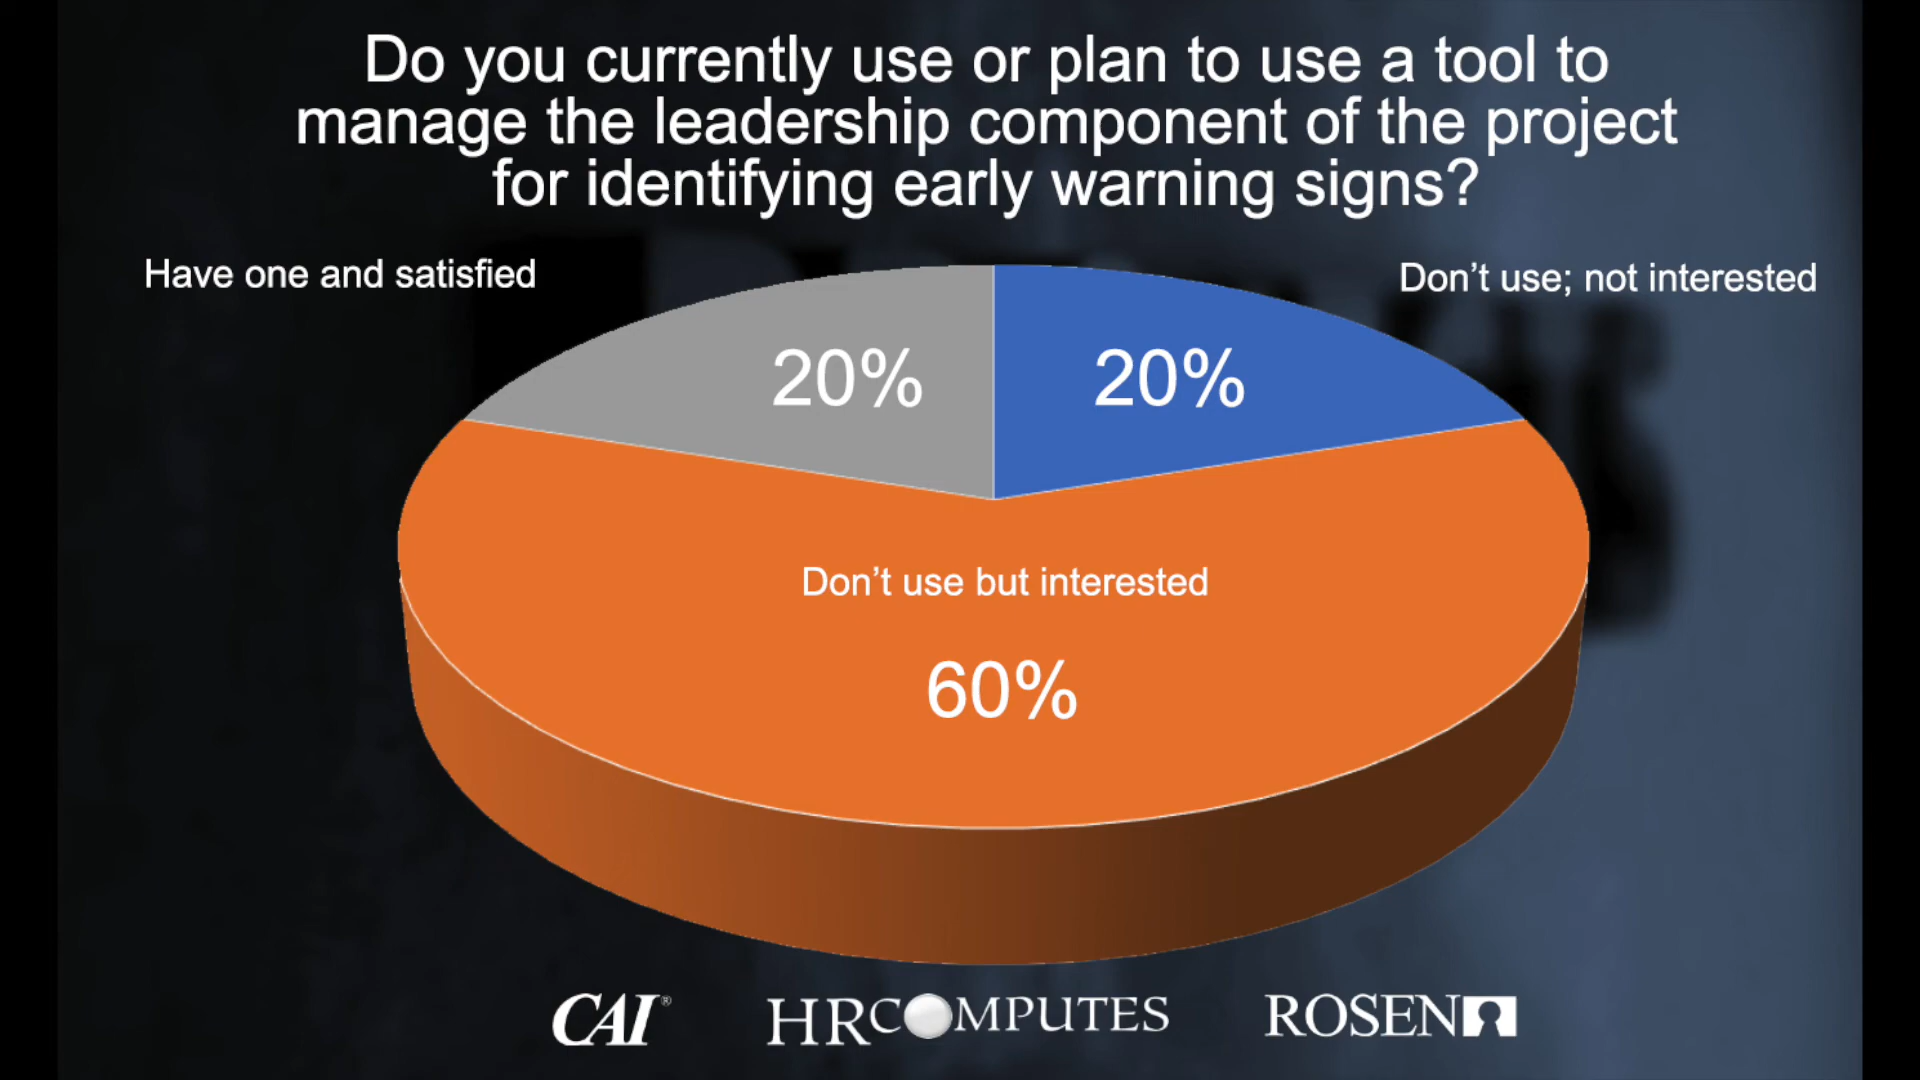 Do you currently use or plan to use a tool to
manage the leadership component of the project
for identifying early warning signs?
Have one and satisfied
Don’t use; not interested
20%
20%
Don’t use but interested
60%
CAI®
HRCOMPUTES
ROSEN